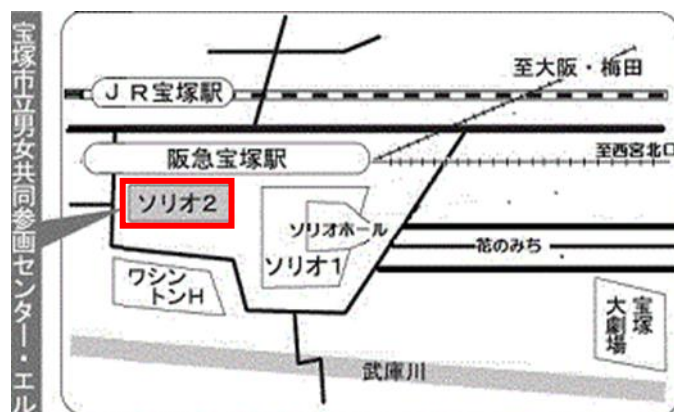 宝塚市立男女共同参画センター・エル
至大阪・梅田
JR宝塚駅
阪急宝塚駅
至西宮北口
ソリオ2
ソリオホール
ソリオ1
花のみち
ワシン
トンH
宝塚
大劇場
武庫川